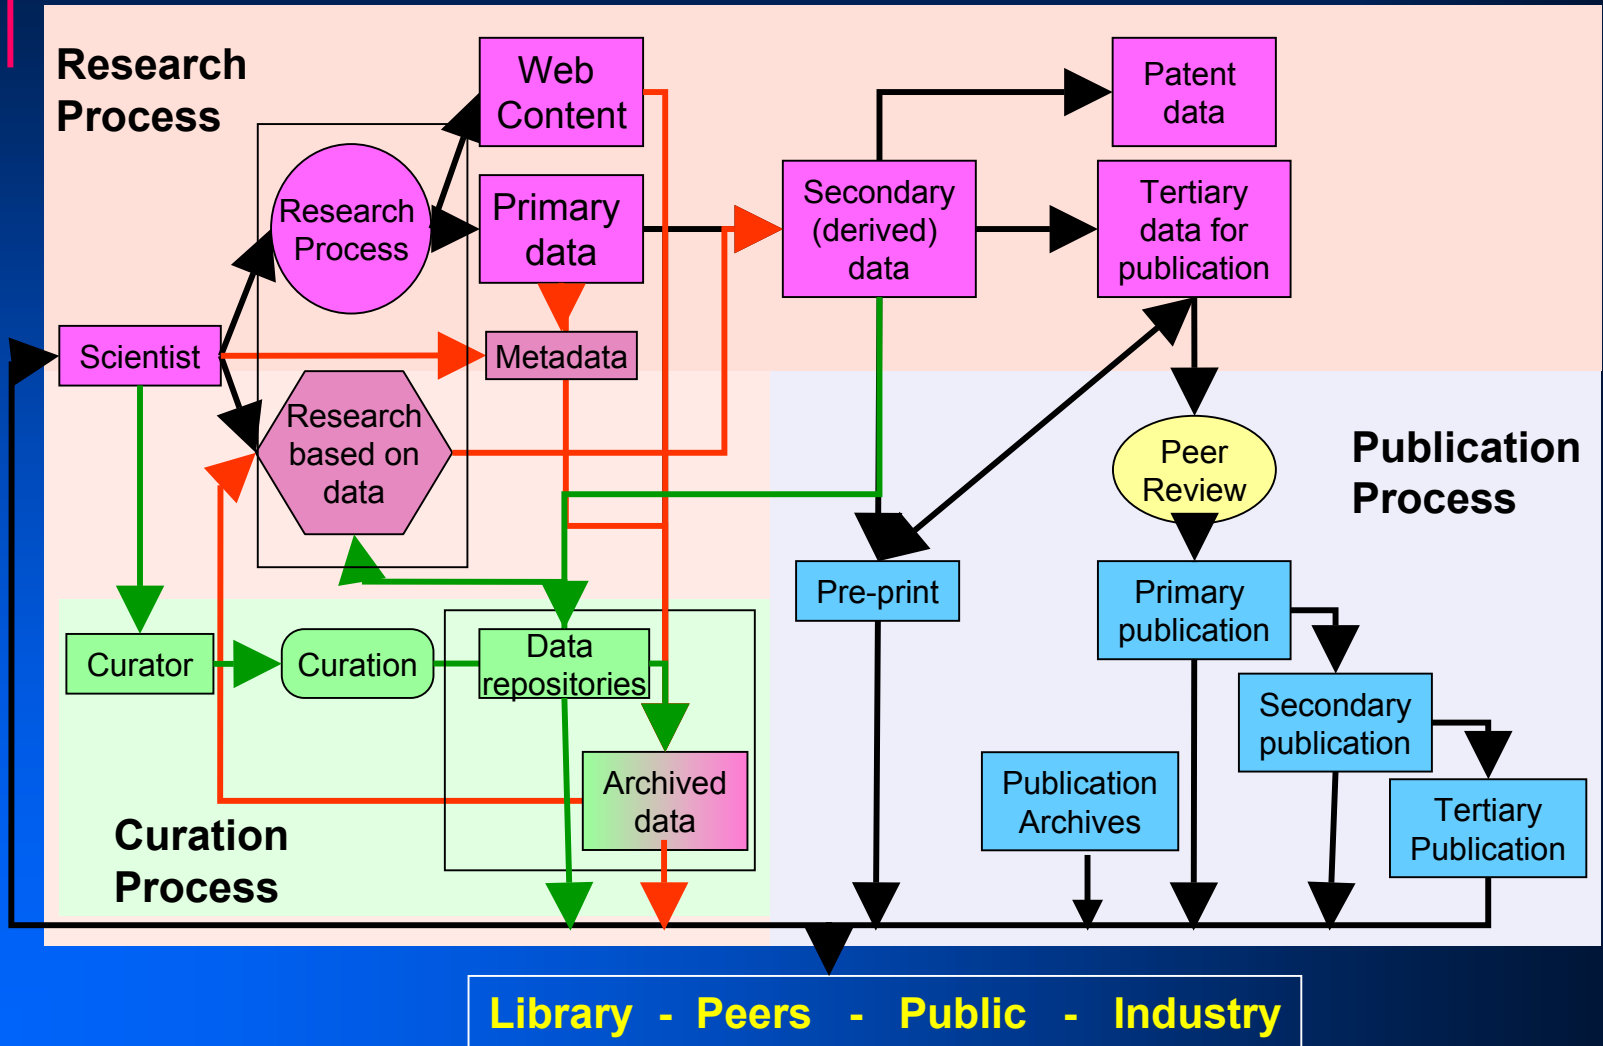 Research
Process
Web
Content
Patent
data
Research
Process
Primary
data
Secondary
(derived)
data
Tertiary
data for
publication
Scientist
Metadata
Research
based on
data
Peer
Review
Publication
Process
Pre-print
Primary
publication
Curator
Curation
Data
repositories
Secondary
publication
Archived
data
Publication
Archives
Tertiary
Publication
Curation
Process
Library - Peers - Public - Industry